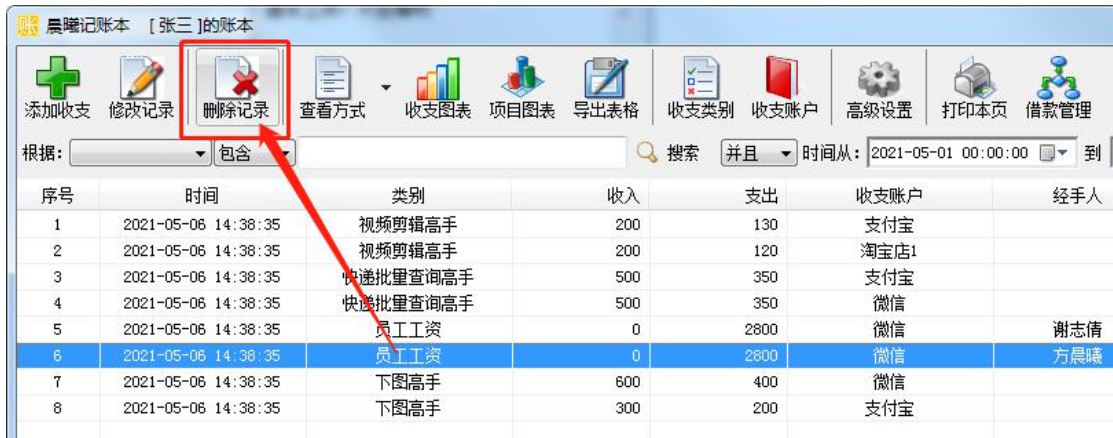 账 晨曦记账本 [ 张三 ]的账本
添加收支 修改记录 删除记录 查看方式 收支图表 项目图表 导出表格 收支类别 收支账户 高级设置 打印本页 借款管理
根据: 包含 搜索 并且 时间从: 2021-05-01 00:00:00 到
序号 时间 类别 收入 支出 收支账户 经手人
1 2021-05-06 14:38:35 视频剪辑高手 200 130 支付宝
2 2021-05-06 14:38:35 视频剪辑高手 200 120 淘宝店1
3 2021-05-06 14:38:35 快递批量查询高手 500 350 支付宝
4 2021-05-06 14:38:35 快递批量查询高手 500 350 微信
5 2021-05-06 14:38:35 员工工资 0 2800 微信 谢志倩
6 2021-05-06 14:38:35 员工工资 0 2800 微信 方晨曦
7 2021-05-06 14:38:35 下图高手 600 400 微信
8 2021-05-06 14:38:35 下图高手 300 200 支付宝